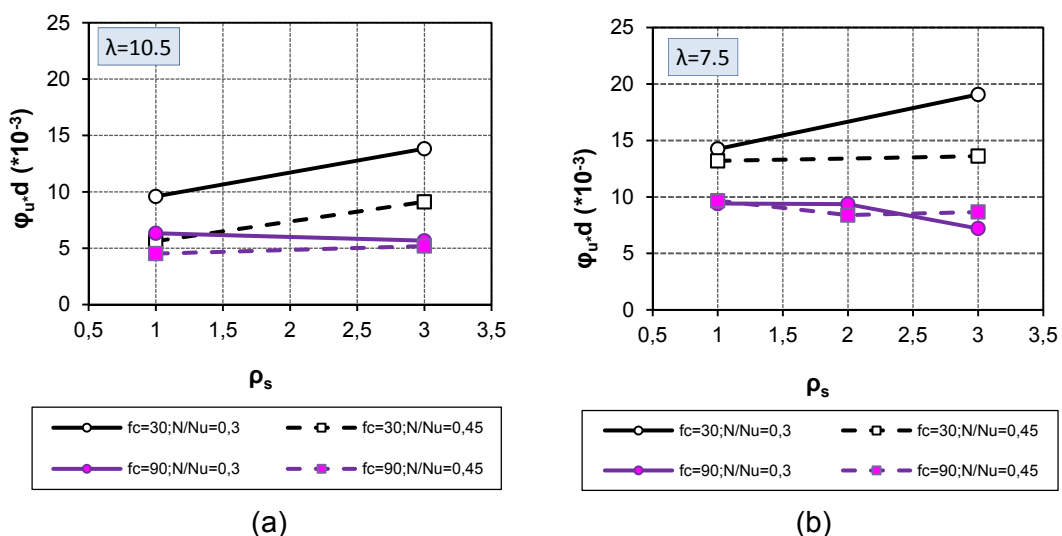 λ=10.5
φu*d (*10-3)
25
20
15
10
5
0
0,5 1 1,5 2 2,5 3 3,5
ρs
fc=30;N/Nu=0,3 fc=30;N/Nu=0,45
fc=90;N/Nu=0,3 fc=90;N/Nu=0,45
(a)
λ=7.5
φu*d (*10-3)
25
20
15
10
5
0
0,5 1 1,5 2 2,5 3 3,5
ρs
fc=30;N/Nu=0,3 fc=30;N/Nu=0,45
fc=90;N/Nu=0,3 fc=90;N/Nu=0,45
(b)